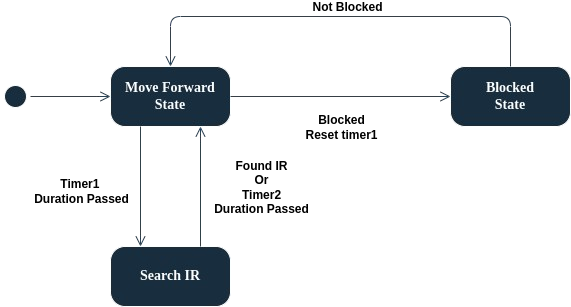 Not Blocked
Move Forward
State
Blocked
State
Blocked
Reset timer1
Timer1
Duration Passed
Found IR
Or
Timer2
Duration Passed
Search IR